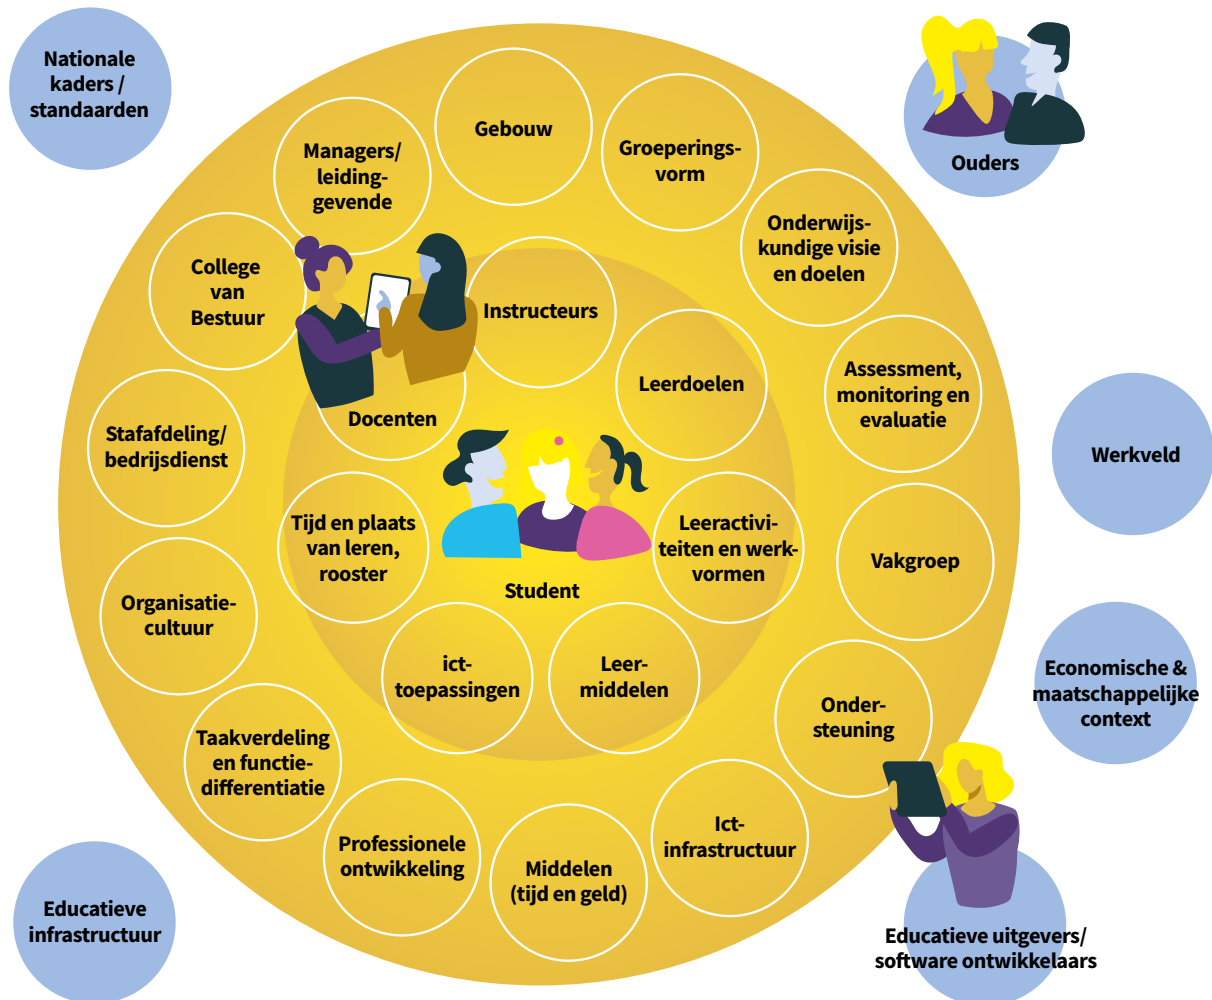 Nationale
kaders /
standaarden
Ouders
Gebouw
Groeperings-
vorm
Managers/
leiding-
gevende
Onderwijs-
kundige visie
en doelen
College
van
Bestuur
Instructeurs
Leerdoelen
Assessment,
monitoring en
evaluatie
Docenten
Stafafdeling/
bedrijsdienst
Werkveld
Tijd en plaats
van leren,
rooster
Leeractivi-
teiten en werk-
vormen
Vakgroep
Student
Organisatie-
cultuur
ict-
toepassingen
Leer-
middelen
Onder-
steuning
Economische &
maatschappelijke
context
Taakverdeling
en functie-
differentiatie
Professionele
ontwikkeling
Middelen
(tijd en geld)
Ict-
infrastructuur
Educatieve
infrastructuur
Educatieve uitgevers/
software ontwikkelaars